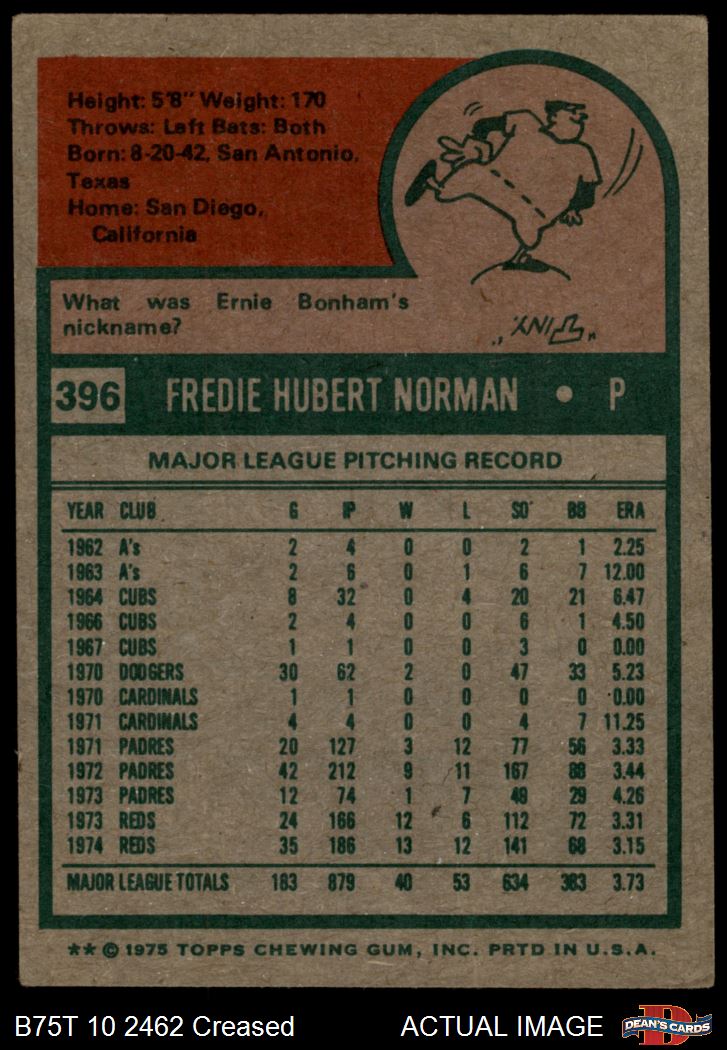 Height: 5'8" Weight: 170
Throws: Left Bats: Both
Born: 8-20-42, San Antonio,
Texas
Home: San Diego,
California
What was Ernie Bonham's
nickname?
"TINY."
396 FREDIE HUBERT NORMAN • P
MAJOR LEAGUE PITCHING RECORD
YEAR CLUB G IP W L SO BB ERA
1962 A's 2 4 0 0 2 1 2.25
1963 A's 2 6 0 1 6 7 12.00
1964 CUBS 8 32 0 4 20 21 6.47
1966 CUBS 2 4 0 0 6 1 4.50
1967 CUBS 1 1 0 0 3 0 0.00
1970 DODGERS 30 62 2 0 47 33 5.23
1970 CARDINALS 1 1 0 0 0 0 0.00
1971 CARDINALS 4 4 0 0 4 7 11.25
1971 PADRES 20 127 3 12 77 56 3.33
1972 PADRES 42 212 9 11 167 88 3.44
1973 PADRES 12 74 1 7 49 29 4.26
1973 REDS 24 166 12 6 112 72 3.31
1974 REDS 35 186 13 12 141 68 3.15
MAJOR LEAGUE TOTALS 183 879 40 53 634 383 3.73
** © 1975 TOPPS CHEWING GUM, INC. PRTD IN U.S.A.
B75T 10 2462 Creased ACTUAL IMAGE D DEAN'S CARDS